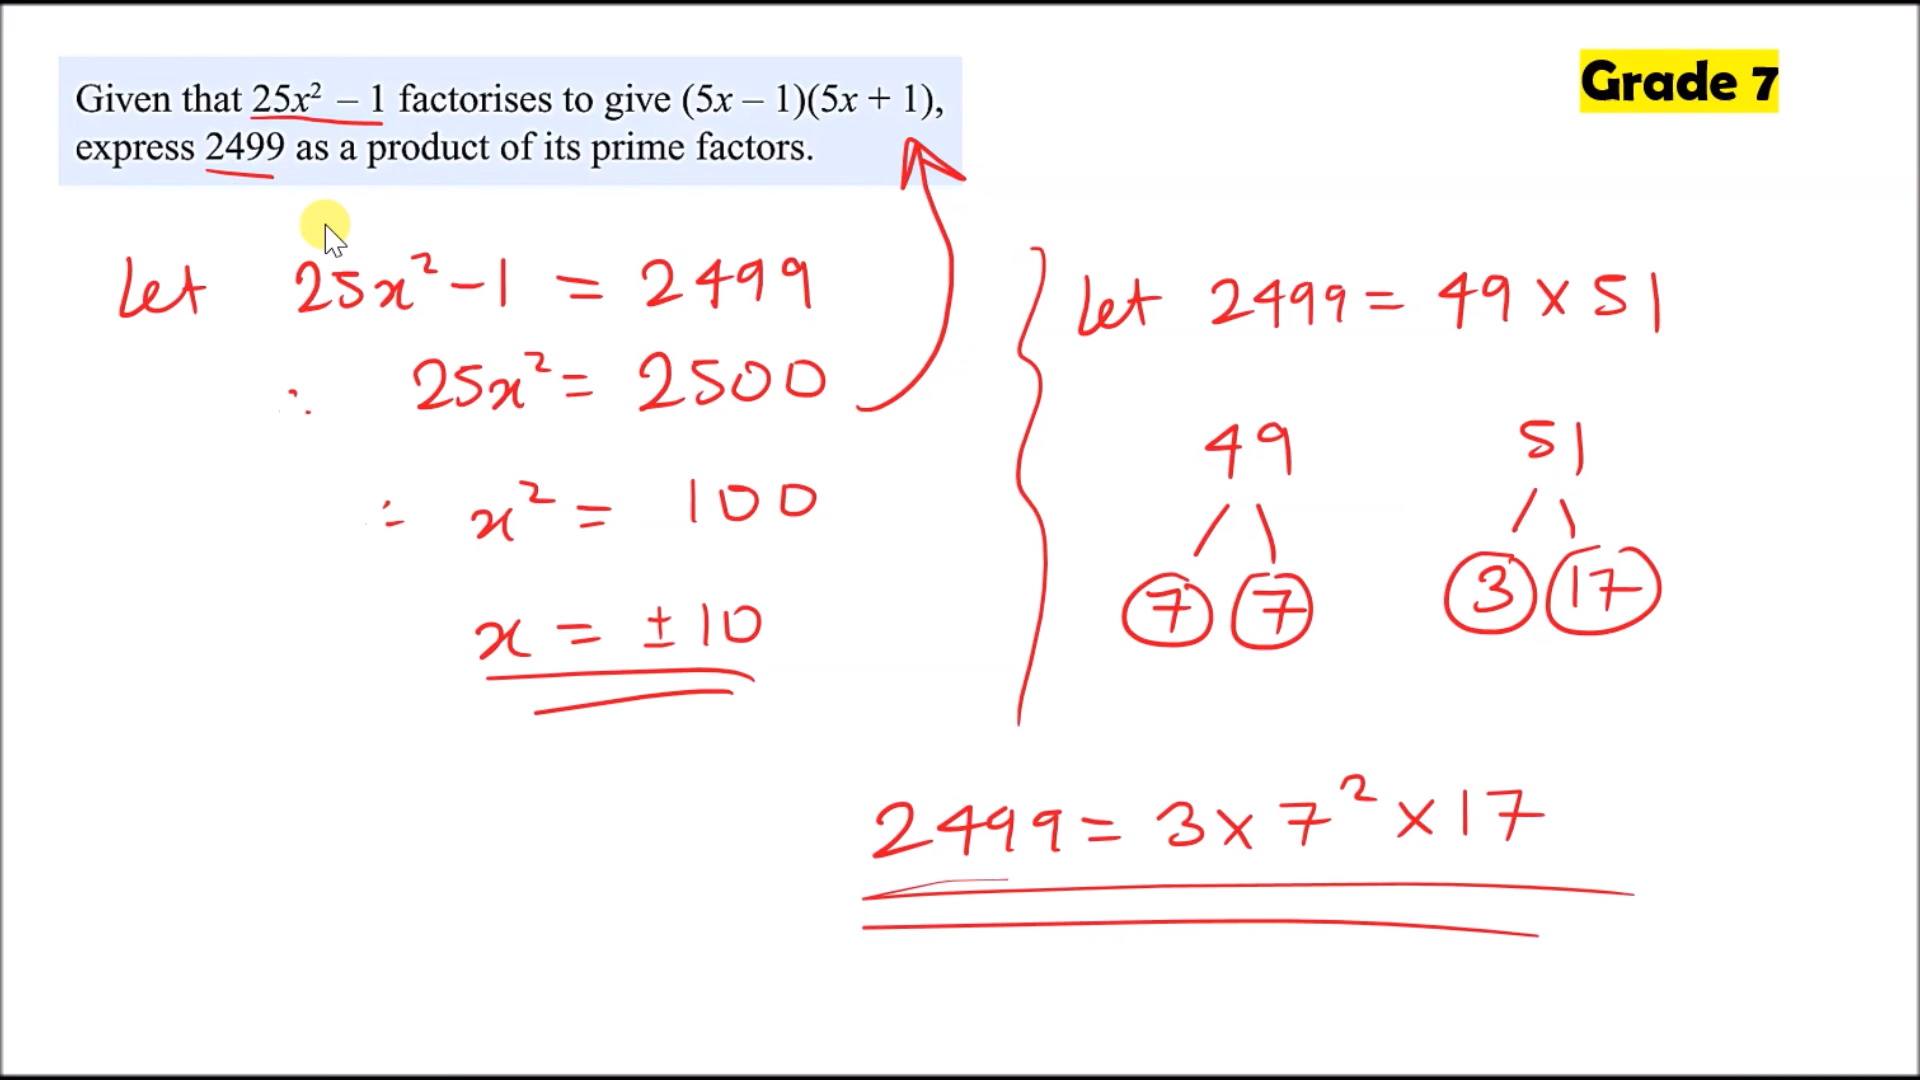 Grade 7
Given that 25x² – 1 factorises to give (5x – 1)(5x + 1),
express 2499 as a product of its prime factors.
Let 25x² - 1 = 2499
∴ 25x² = 2500
∴ x² = 100
x = ±10
Let 2499 = 49 × 51
49 51
7 7 3 17
2499 = 3 × 7² × 17